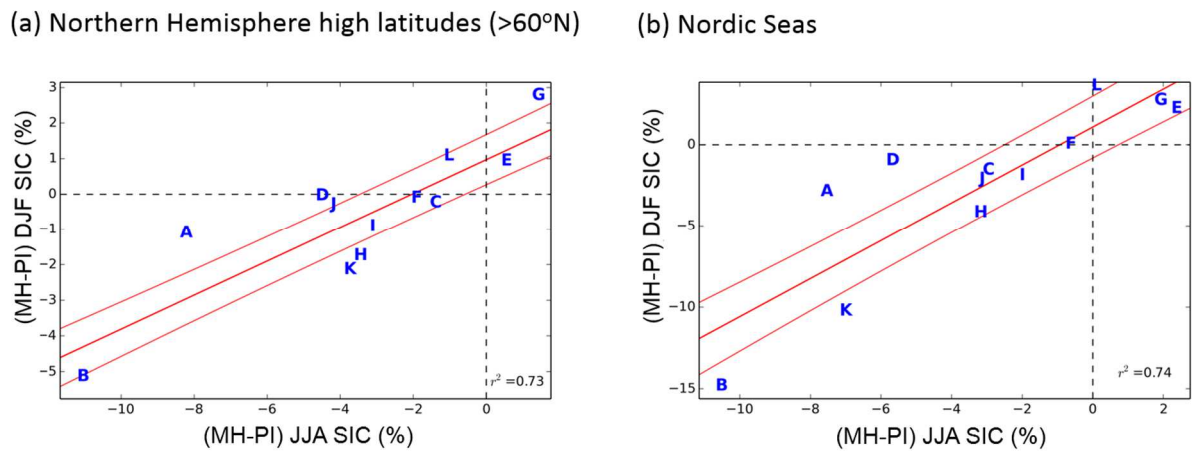 (a) Northern Hemisphere high latitudes (>60°N)
3
2
1
0
−1
−2
−3
−4
−5
(MH-PI) DJF SIC (%)
G
L
E
D
J
F
C
A
I
H
K
B
r² =0.73
−10
−8
−6
−4
−2
0
(MH-PI) JJA SIC (%)
(b) Nordic Seas
0
−5
−10
−15
(MH-PI) DJF SIC (%)
L
G
E
F
D
C
J
I
A
H
K
B
r² =0.74
−10
−8
−6
−4
−2
0
2
(MH-PI) JJA SIC (%)